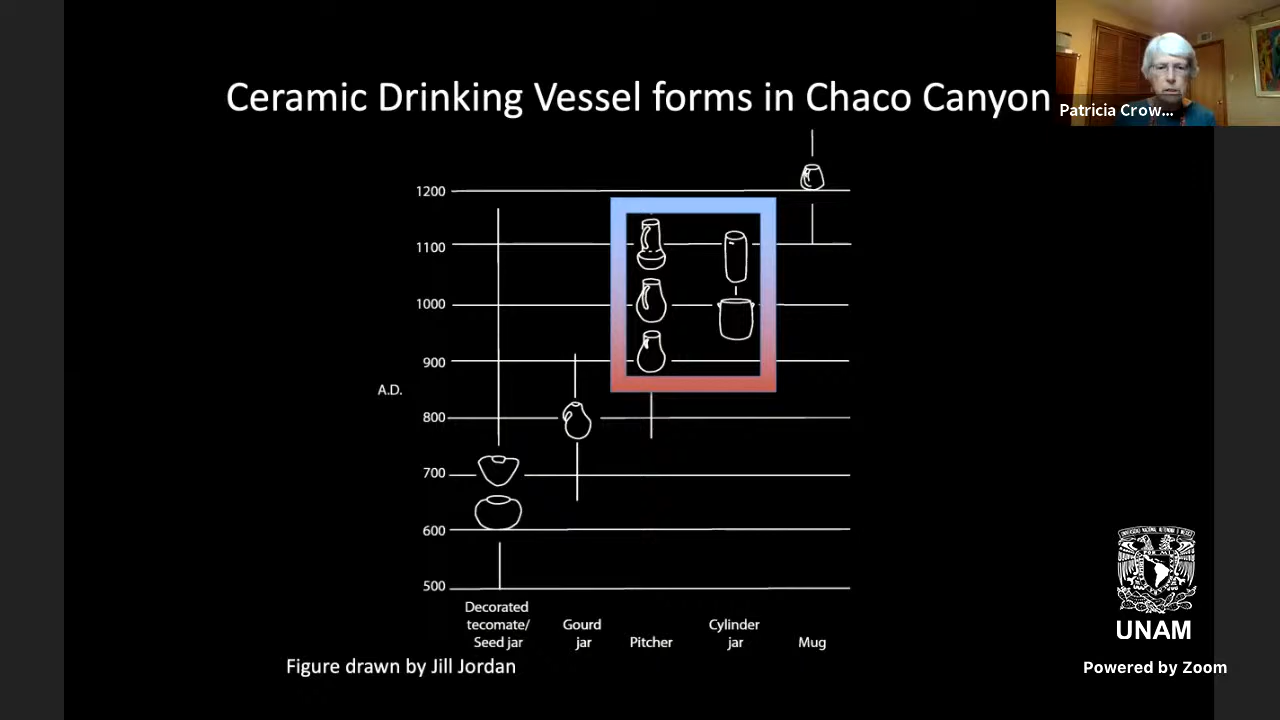 Ceramic Drinking Vessel forms in Chaco Canyon
Patricia Crow...
1200
1100
1000
900
A.D.
800
700
600
500
Decorated
tecomate/
Seed jar
Gourd
jar
Pitcher
Cylinder
jar
Mug
Figure drawn by Jill Jordan
UNAM
Powered by Zoom